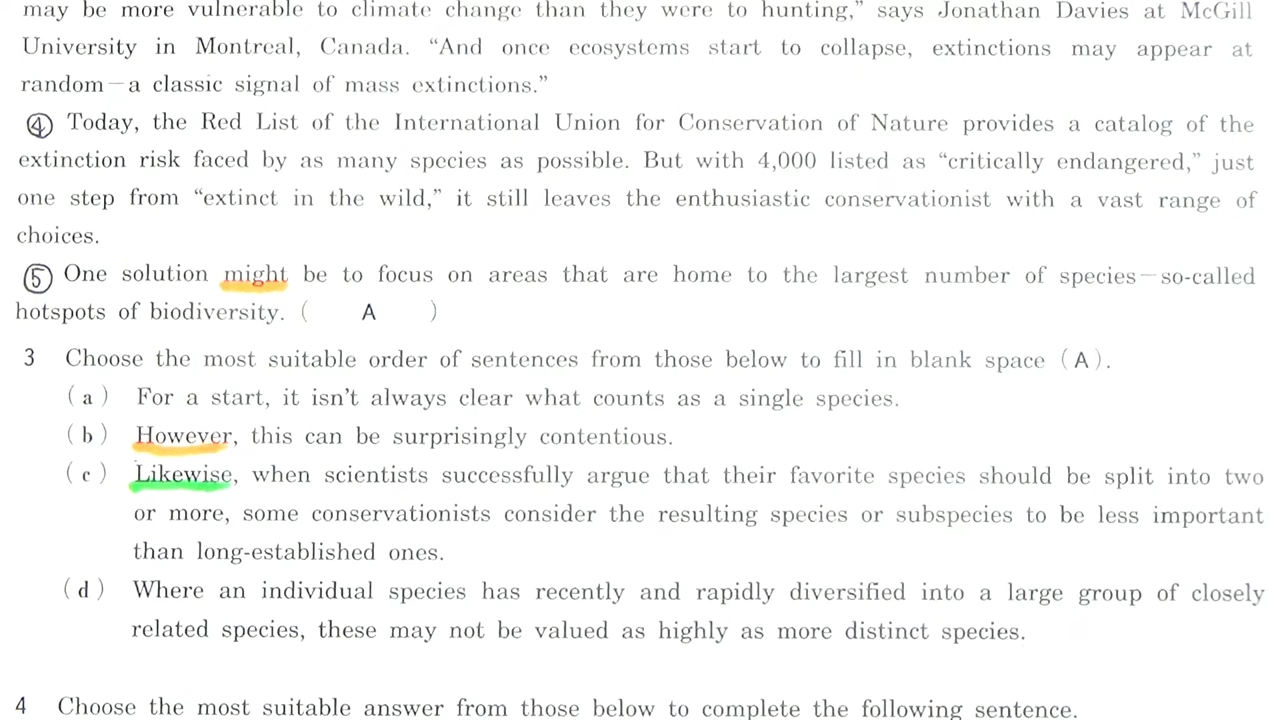 may be more vulnerable to climate change than they were to hunting,” says Jonathan Davies at McGill
University in Montreal, Canada. “And once ecosystems start to collapse, extinctions may appear at
random—a classic signal of mass extinctions.”
④ Today, the Red List of the International Union for Conservation of Nature provides a catalog of the
extinction risk faced by as many species as possible. But with 4,000 listed as “critically endangered,” just
one step from “extinct in the wild,” it still leaves the enthusiastic conservationist with a vast range of
choices.
⑤ One solution might be to focus on areas that are home to the largest number of species—so-called
hotspots of biodiversity. ( A )
3 Choose the most suitable order of sentences from those below to fill in blank space (A).
(a) For a start, it isn’t always clear what counts as a single species.
(b) However, this can be surprisingly contentious.
(c) Likewise, when scientists successfully argue that their favorite species should be split into two
or more, some conservationists consider the resulting species or subspecies to be less important
than long-established ones.
(d) Where an individual species has recently and rapidly diversified into a large group of closely
related species, these may not be valued as highly as more distinct species.
4 Choose the most suitable answer from those below to complete the following sentence.